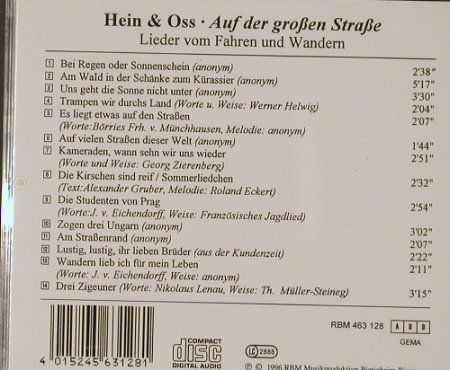 Hein & Oss · Auf der großen Straße
Lieder vom Fahren und Wandern
1 Bei Regen oder Sonnenschein (anonym) 2'38"
2 Am Wald in der Schänke zum Kürassier (anonym) 5'17"
3 Uns geht die Sonne nicht unter (anonym) 3'30"
4 Trampen wir durchs Land (Worte u. Weise: Werner Helwig) 2'04"
5 Es liegt etwas auf den Straßen 2'07"
(Worte:Börries Frh. v. Münchhausen, Melodie: anonym)
6 Auf vielen Straßen dieser Welt (anonym) 1'44"
7 Kameraden, wann sehn wir uns wieder 2'51"
(Worte und Weise: Georg Zierenberg)
8 Die Kirschen sind reif / Sommerliedchen 2'32"
(Text:Alexander Gruber, Melodie: Roland Eckert)
9 Die Studenten von Prag 2'54"
(Worte:J. v. Eichendorff, Weise: Französisches Jagdlied)
10 Zogen drei Ungarn (anonym) 3'02"
11 Am Straßenrand (anonym) 2'07"
12 Lustig, lustig, ihr lieben Brüder (aus der Kundenzeit) 2'22"
13 Wandern lieb ich für mein Leben 2'11"
(Worte: J. v. Eichendorff, Weise: anonym)
14 Drei Zigeuner (Worte: Nikolaus Lenau, Weise: Th. Müller-Steineg) 3'15"
RBM 463 128 ADD
GEMA
COMPACT
disc
DIGITAL AUDIO
LC 2888
4 015245 631281
℗ © 1996 RBM Musikproduktion